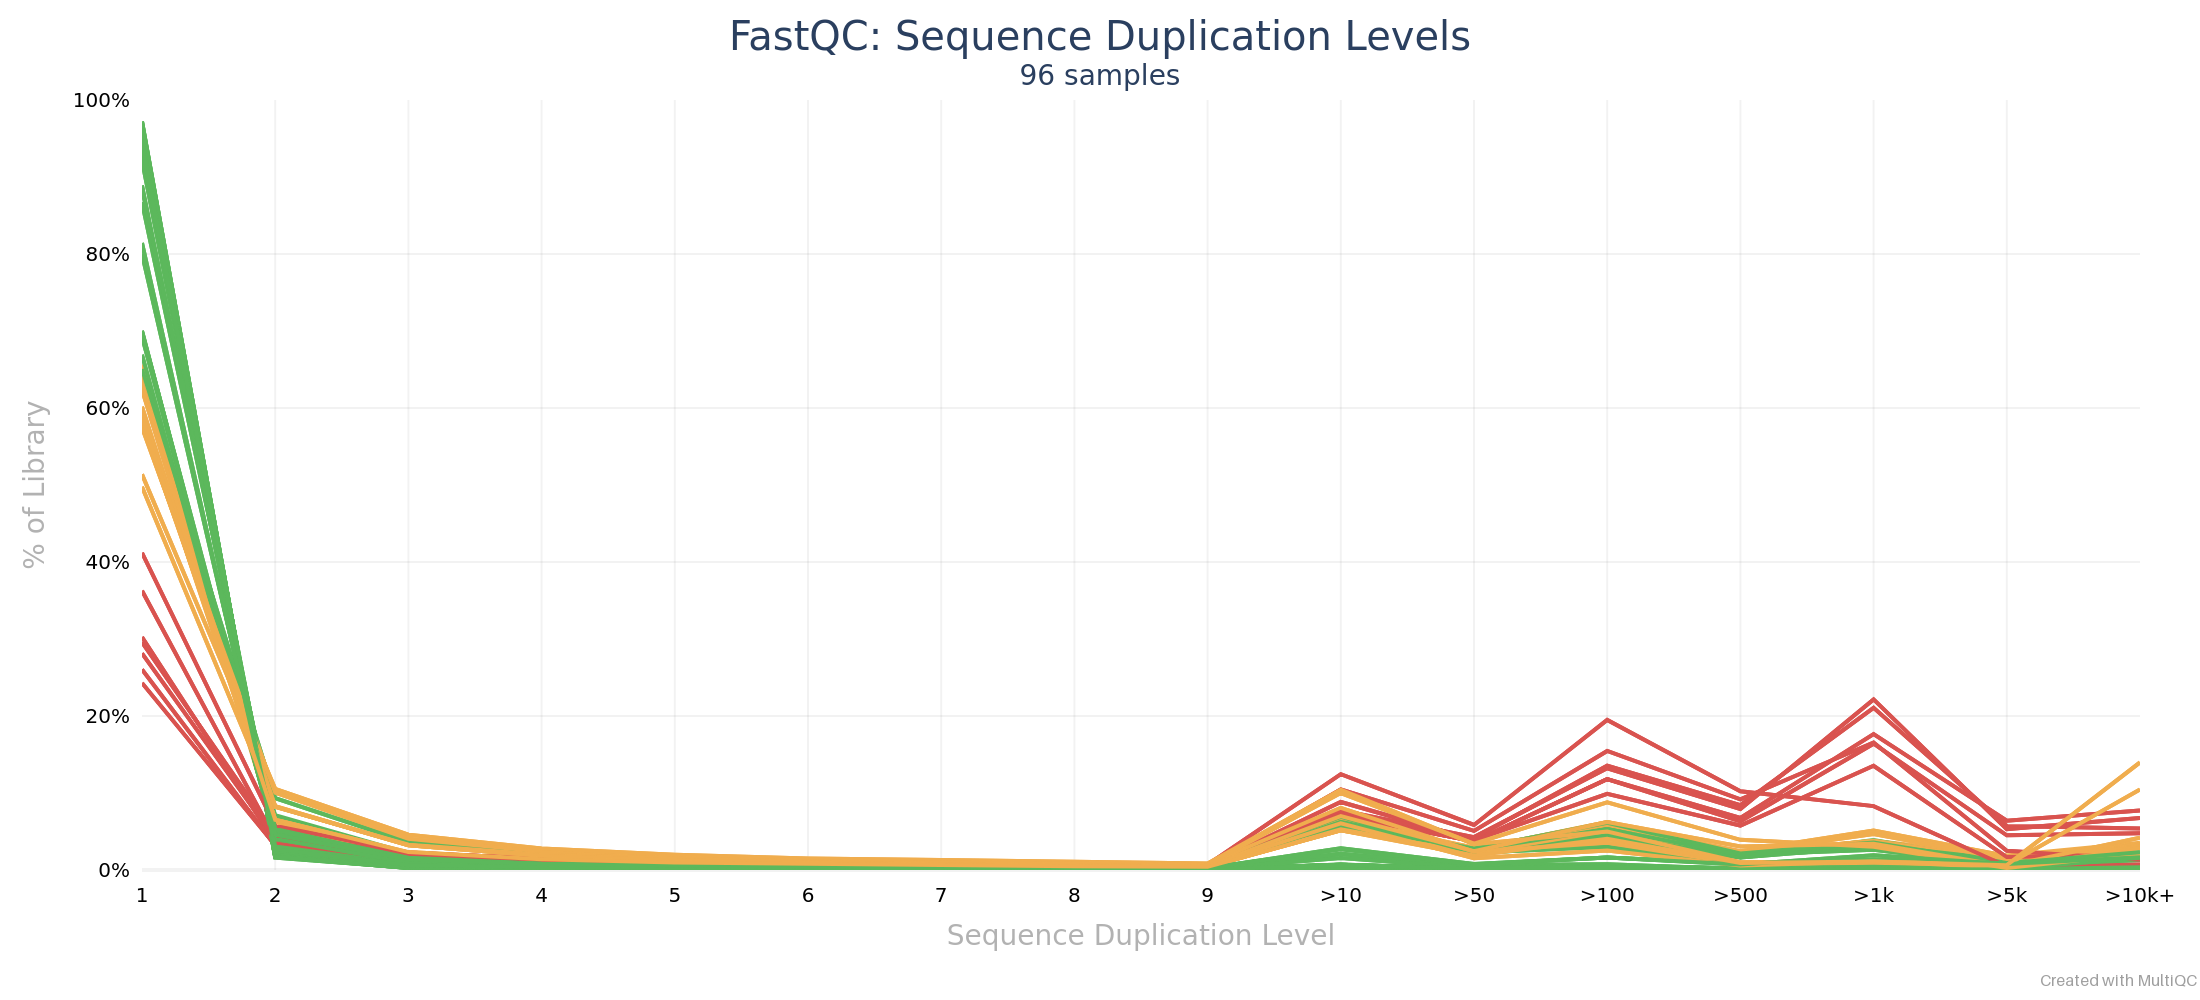 FastQC: Sequence Duplication Levels
96 samples
100%
80%
60%
40%
20%
0%
% of Library
1 2 3 4 5 6 7 8 9 >10 >50 >100 >500 >1k >5k >10k+
Sequence Duplication Level
Created with MultiQC